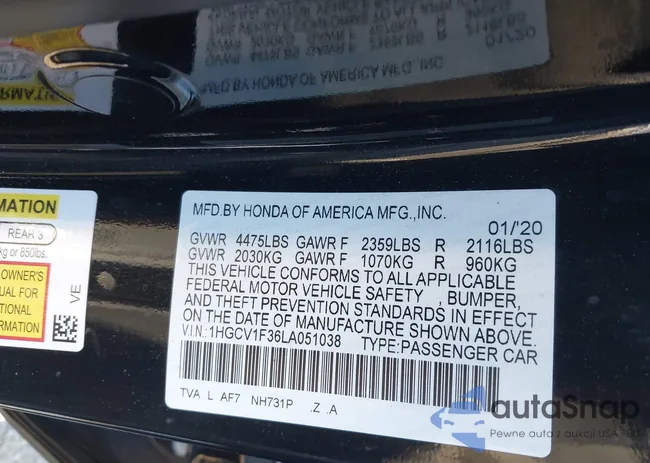 MFD.BY HONDA OF AMERICA MFG.,INC.
01/'20
GVWR 4475LBS GAWR F 2359LBS R 2116LBS
GVWR 2030KG GAWR F 1070KG R 960KG
THIS VEHICLE CONFORMS TO ALL APPLICABLE
FEDERAL MOTOR VEHICLE SAFETY , BUMPER,
AND THEFT PREVENTION STANDARDS IN EFFECT
ON THE DATE OF MANUFACTURE SHOWN ABOVE.
V.I.N.:1HGCV1F36LA051038 TYPE:PASSENGER CAR
TVA L AF7 NH731P .Z .A
MATION
REAR 3
kg or 850lbs.
OWNER'S
UAL FOR
TIONAL
RMATION
VE
autoSnap
Pewne auto z aukcji USA